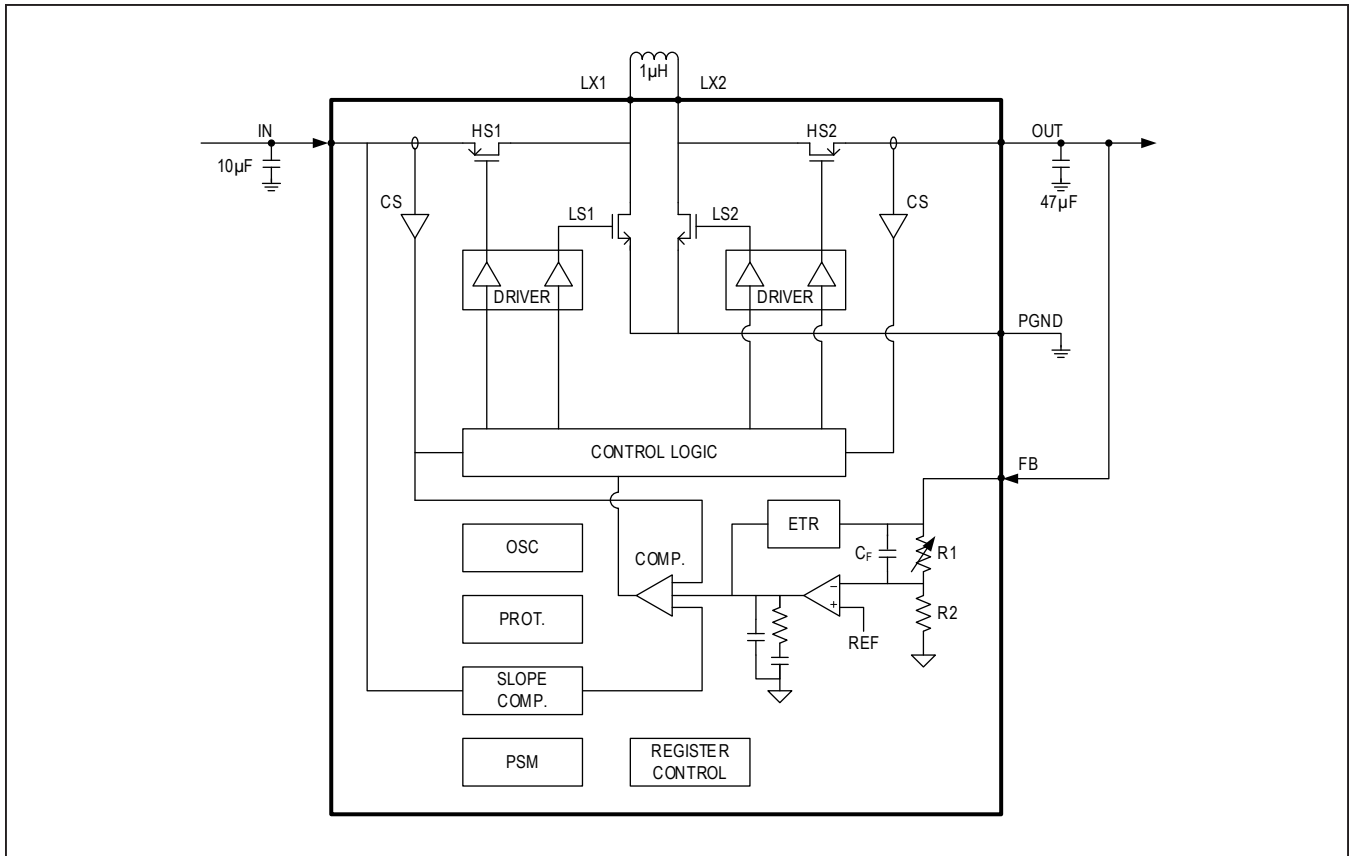 1µH
LX1
LX2
IN
HS1
HS2
OUT
10µF
47µF
CS
LS1
LS2
CS
DRIVER
DRIVER
PGND
CONTROL LOGIC
FB
ETR
OSC
COMP.
CF
R1
−
+
REF
R2
PROT.
SLOPE
COMP.
PSM
REGISTER
CONTROL